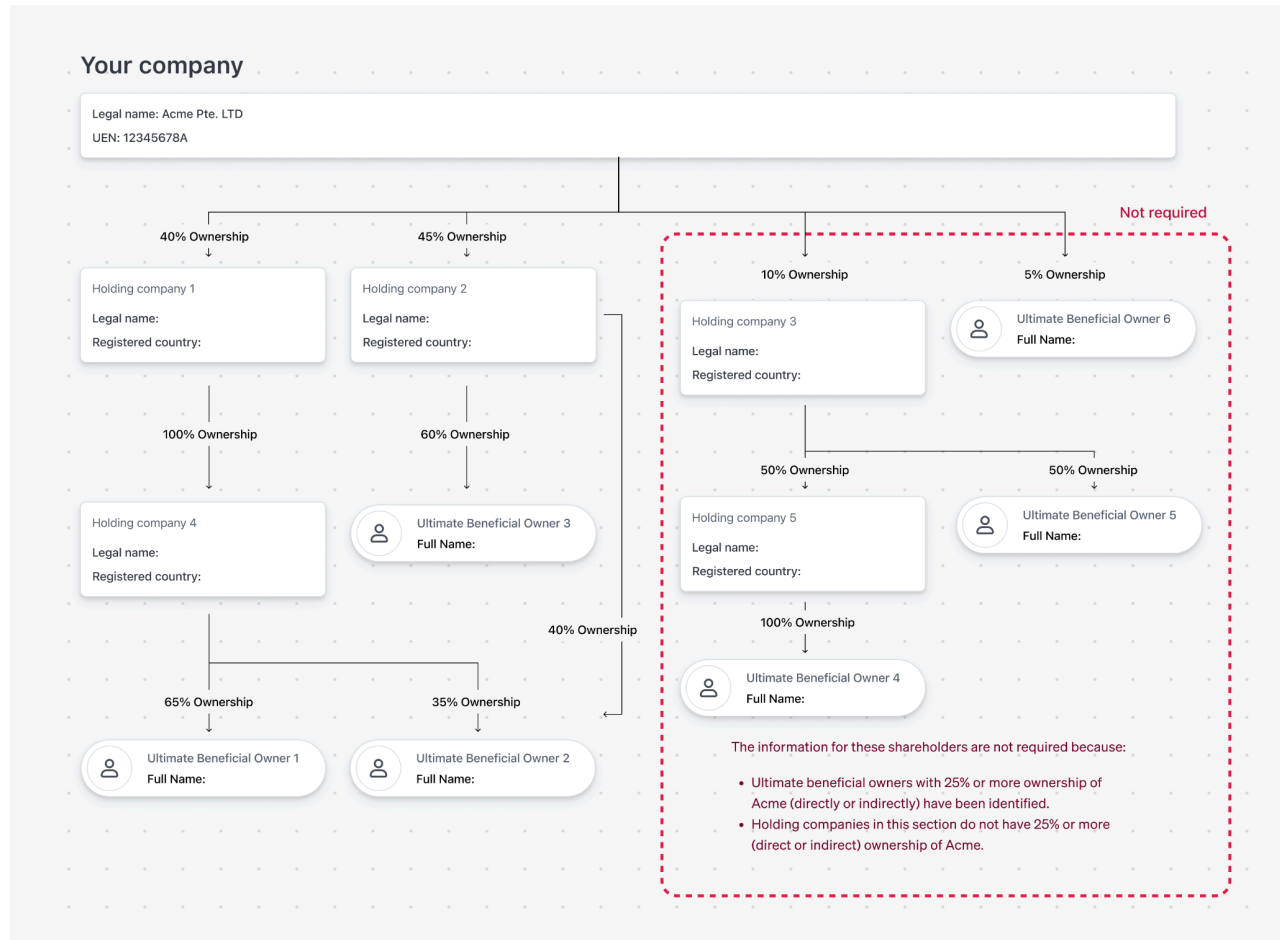 Your company
Legal name: Acme Pte. LTD
UEN: 12345678A
Not required
40% Ownership
45% Ownership
10% Ownership
5% Ownership
Holding company 1
Legal name:
Registered country:
Holding company 2
Legal name:
Registered country:
Holding company 3
Legal name:
Registered country:
Ultimate Beneficial Owner 6
Full Name:
100% Ownership
60% Ownership
50% Ownership
50% Ownership
Holding company 4
Legal name:
Registered country:
Ultimate Beneficial Owner 3
Full Name:
Holding company 5
Legal name:
Registered country:
Ultimate Beneficial Owner 5
Full Name:
40% Ownership
100% Ownership
65% Ownership
35% Ownership
Ultimate Beneficial Owner 4
Full Name:
Ultimate Beneficial Owner 1
Full Name:
Ultimate Beneficial Owner 2
Full Name:
The information for these shareholders are not required because:
• Ultimate beneficial owners with 25% or more ownership of
Acme (directly or indirectly) have been identified.
• Holding companies in this section do not have 25% or more
(direct or indirect) ownership of Acme.